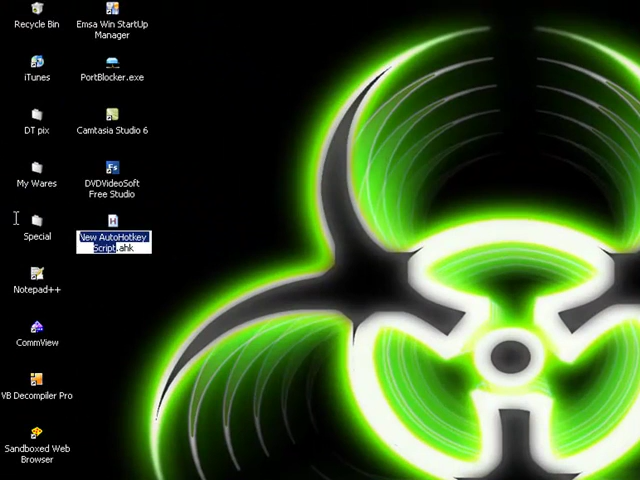 Recycle Bin
Emsa Win StartUp
Manager
iTunes
PortBlocker.exe
DT pix
Camtasia Studio 6
My Wares
DVDVideoSoft
Free Studio
Special
New AutoHotkey
Script.ahk
Notepad++
CommView
VB Decompiler Pro
Sandboxed Web
Browser